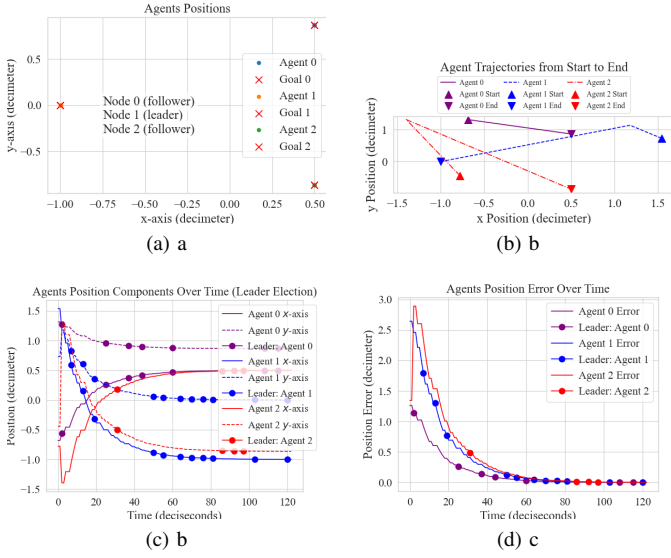 Agents Positions
y-axis (decimeter)
0.5
0.0
−0.5
Node 0 (follower)
Node 1 (leader)
Node 2 (follower)
Agent 0
Goal 0
Agent 1
Goal 1
Agent 2
Goal 2
−1.00 −0.75 −0.50 −0.25 0.00 0.25 0.50
x-axis (decimeter)
(a) a
Agent Trajectories from Start to End
Agent 0 Agent 1 Agent 2
Agent 0 Start Agent 1 Start Agent 2 Start
Agent 0 End Agent 1 End Agent 2 End
y Position (decimeter)
1
0
−1.5 −1.0 −0.5 0.0 0.5 1.0 1.5
x Position (decimeter)
(b) b
Agents Position Components Over Time (Leader Election)
Position (decimeter)
1.5
1.0
0.5
0.0
−0.5
−1.0
−1.5
Agent 0 x-axis
Agent 0 y-axis
Leader: Agent 0
Agent 1 x-axis
Agent 1 y-axis
Leader: Agent 1
Agent 2 x-axis
Agent 2 y-axis
Leader: Agent 2
0 20 40 60 80 100 120
Time (deciseconds)
(c) b
Agents Position Error Over Time
Position Error (decimeter)
3.0
2.5
2.0
1.5
1.0
0.5
0.0
Agent 0 Error
Leader: Agent 0
Agent 1 Error
Leader: Agent 1
Agent 2 Error
Leader: Agent 2
0 20 40 60 80 100 120
Time (deciseconds)
(d) c